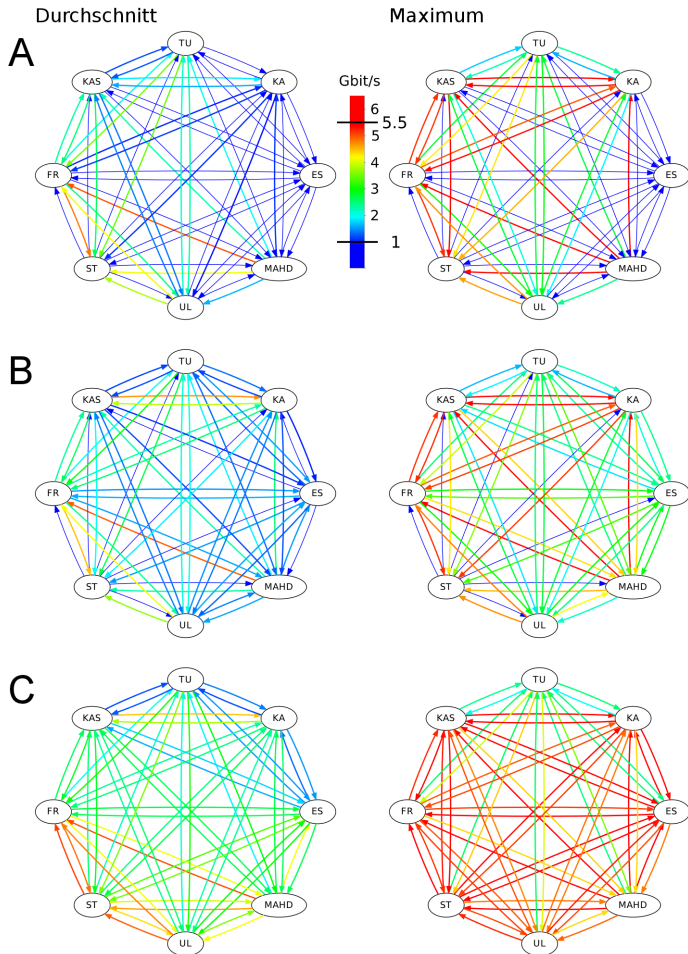 Durchschnitt Maximum
A
TU TU
KAS KA KAS KA
Gbit/s
6
5.5
5
4
3
2
1
FR ES FR ES
ST MAHD ST MAHD
UL UL
B
TU TU
KAS KA KAS KA
FR ES FR ES
ST MAHD ST MAHD
UL UL
C
TU TU
KAS KA KAS KA
FR ES FR ES
ST MAHD ST MAHD
UL UL